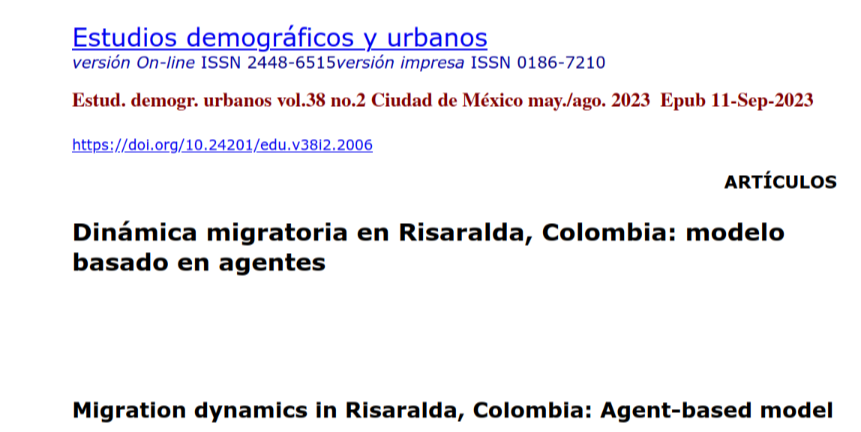 Estudios demográficos y urbanos
versión On-line ISSN 2448-6515versión impresa ISSN 0186-7210
Estud. demogr. urbanos vol.38 no.2 Ciudad de México may./ago. 2023  Epub 11-Sep-2023
https://doi.org/10.24201/edu.v38i2.2006
ARTÍCULOS
Dinámica migratoria en Risaralda, Colombia: modelo
basado en agentes
Migration dynamics in Risaralda, Colombia: Agent-based model